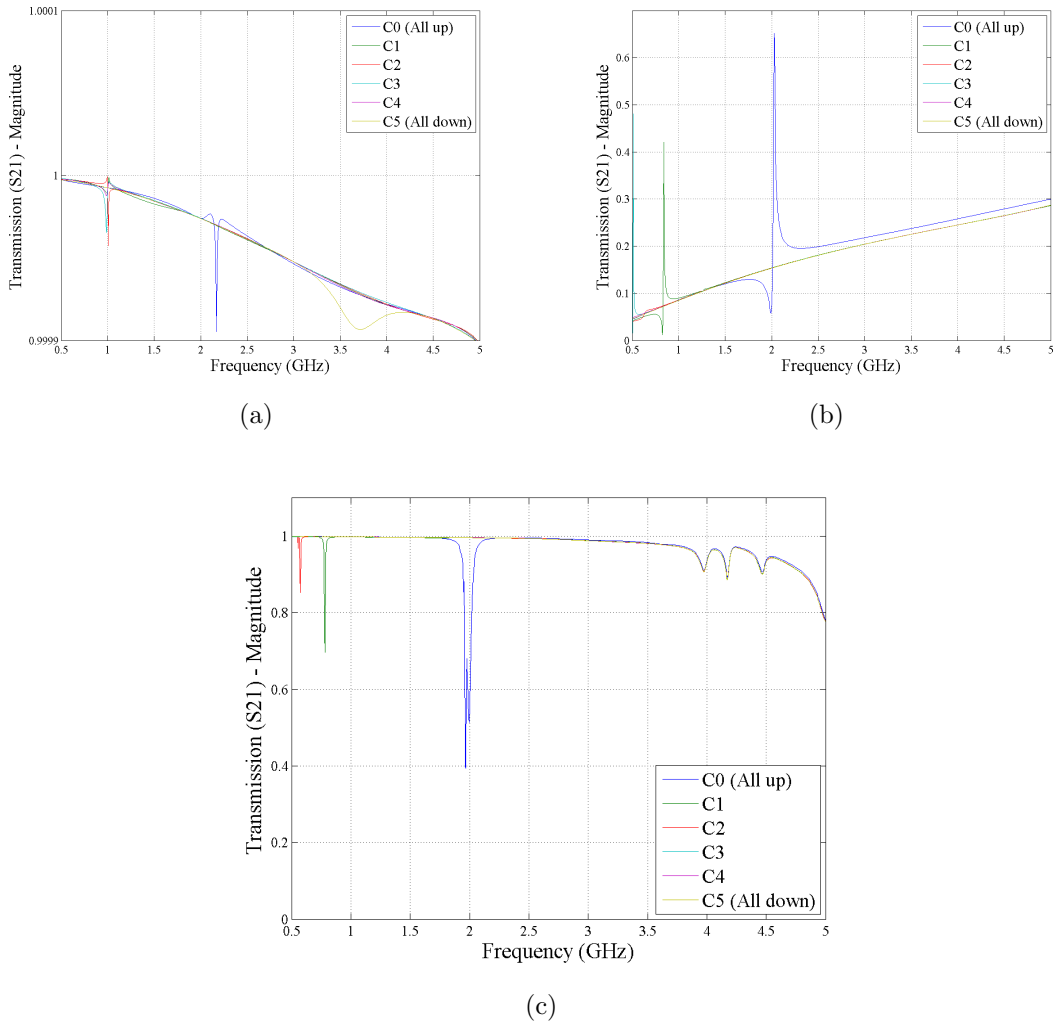 1.0001
1
0.9999
Transmission (S21) - Magnitude
C0 (All up)
C1
C2
C3
C4
C5 (All down)
0.5 1 1.5 2 2.5 3 3.5 4 4.5 5
Frequency (GHz)
(a)
0.6
0.5
0.4
0.3
0.2
0.1
0
Transmission (S21) - Magnitude
C0 (All up)
C1
C2
C3
C4
C5 (All down)
0.5 1 1.5 2 2.5 3 3.5 4 4.5 5
Frequency (GHz)
(b)
1
0.8
0.6
0.4
0.2
0
Transmission (S21) - Magnitude
C0 (All up)
C1
C2
C3
C4
C5 (All down)
0.5 1 1.5 2 2.5 3 3.5 4 4.5 5
Frequency (GHz)
(c)